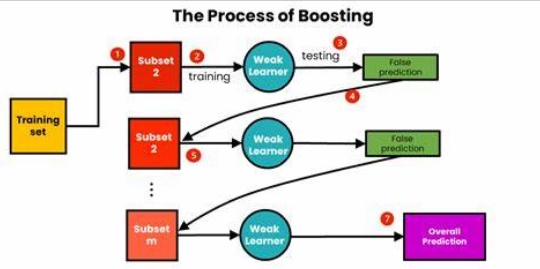 The Process of Boosting
1
Subset
2
2
training
Weak
Learner
3
testing
False
prediction
4
Training
set
Subset
2
5
Weak
Learner
False
prediction
Subset
m
Weak
Learner
7
Overall
Prediction